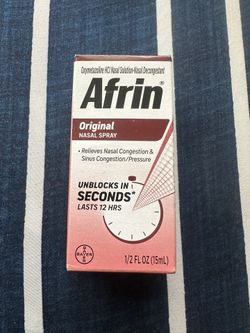 Oxymetazoline HCl Nasal Solution-Nasal Decongestant
Afrin®
Original
NASAL SPRAY
• Relieves Nasal Congestion &
Sinus Congestion/Pressure
UNBLOCKS IN
SECONDS*
LASTS 12 HRS
BAYER
1/2 FL OZ (15mL)